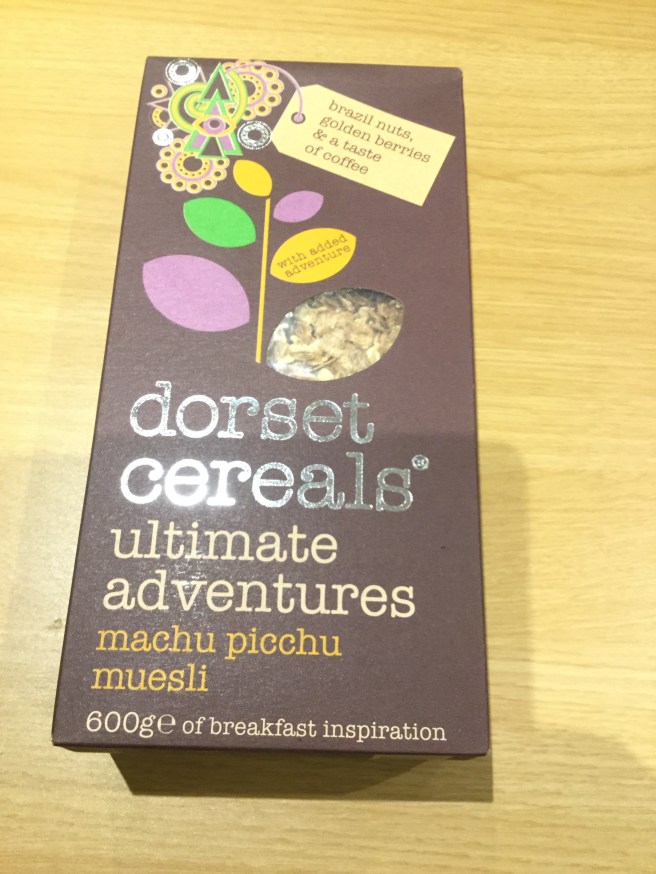 brazil nuts,
golden berries
& a taste
of coffee
with added
adventure
dorset
cereals®
ultimate
adventures
machu picchu
muesli
600g℮ of breakfast inspiration